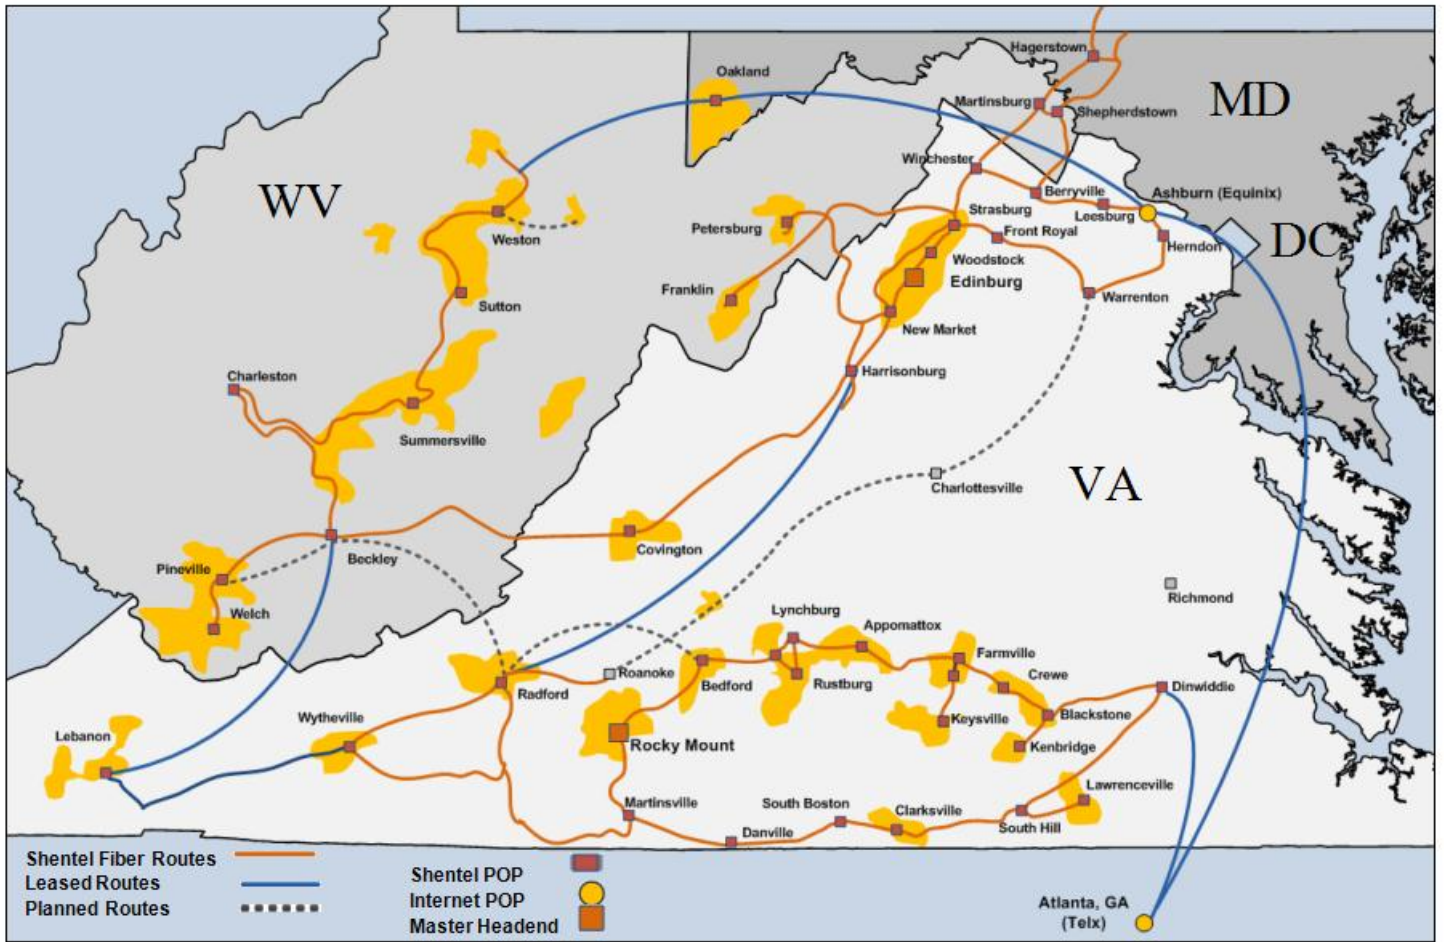 Hagerstown
Oakland
MD
Martinsburg
Shepherdstown
Winchester
WV
Berryville
Ashburn (Equinix)
Strasburg
Leesburg
Petersburg
Front Royal
DC
Weston
Herndon
Woodstock
Edinburg
Franklin
Warrenton
Sutton
New Market
Charleston
Harrisonburg
Summersville
VA
Charlottesville
Covington
Beckley
Pineville
Richmond
Welch
Lynchburg
Appomattox
Farmville
Roanoke
Crewe
Radford
Bedford
Rustburg
Dinwiddie
Wytheville
Keysville
Blackstone
Lebanon
Rocky Mount
Kenbridge
Lawrenceville
Martinsville
South Boston
Clarksville
South Hill
Danville
Shentel Fiber Routes
Leased Routes
Planned Routes
Shentel POP
Internet POP
Master Headend
Atlanta, GA
(Telx)